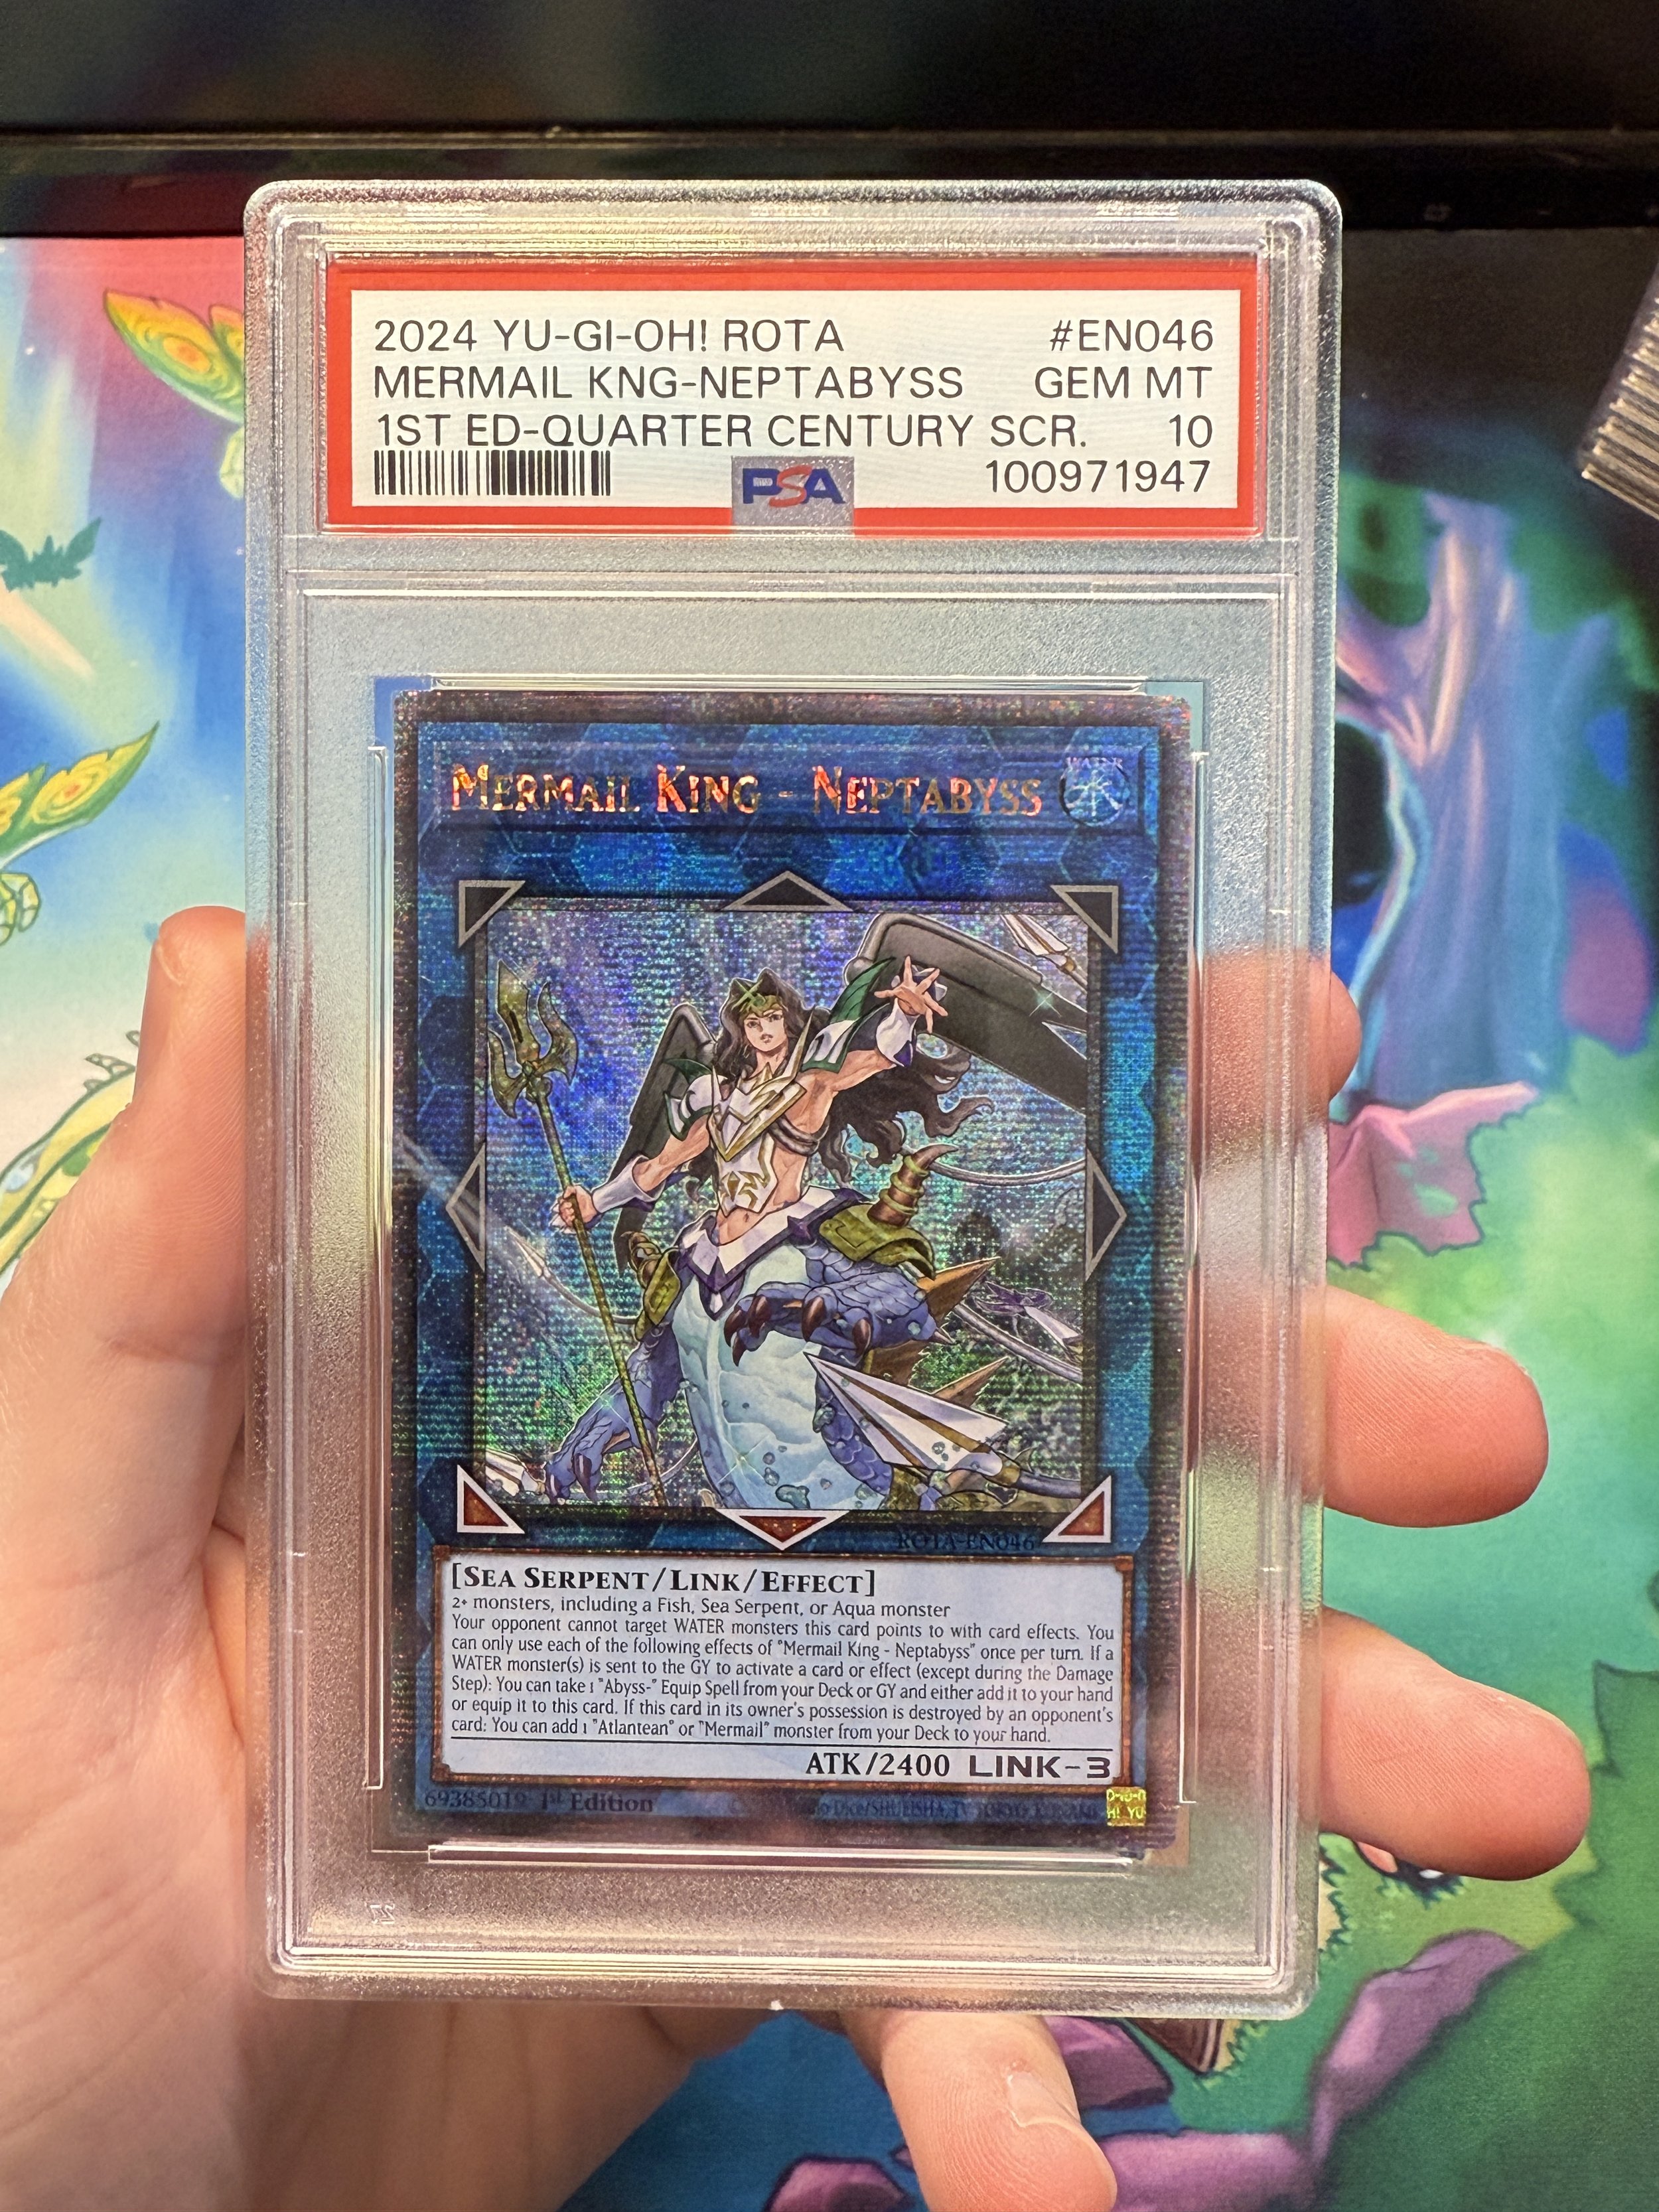 2024 YU-GI-OH! ROTA #EN046
MERMAIL KNG-NEPTABYSS GEM MT
1ST ED-QUARTER CENTURY SCR. 10
PSA 100971947
MERMAIL KING - NEPTABYSS
WATER
ROTA-EN046
[SEA SERPENT/LINK/EFFECT]
2+ monsters, including a Fish, Sea Serpent, or Aqua monster
Your opponent cannot target WATER monsters this card points to with card effects. You
can only use each of the following effects of "Mermail King - Neptabyss" once per turn. If a
WATER monster(s) is sent to the GY to activate a card or effect (except during the Damage
Step): You can take 1 "Abyss-" Equip Spell from your Deck or GY and either add it to your hand
or equip it to this card. If this card in its owner's possession is destroyed by an opponent's
card: You can add 1 "Atlantean" or "Mermail" monster from your Deck to your hand.
ATK/2400 LINK-3
69385019 1st Edition